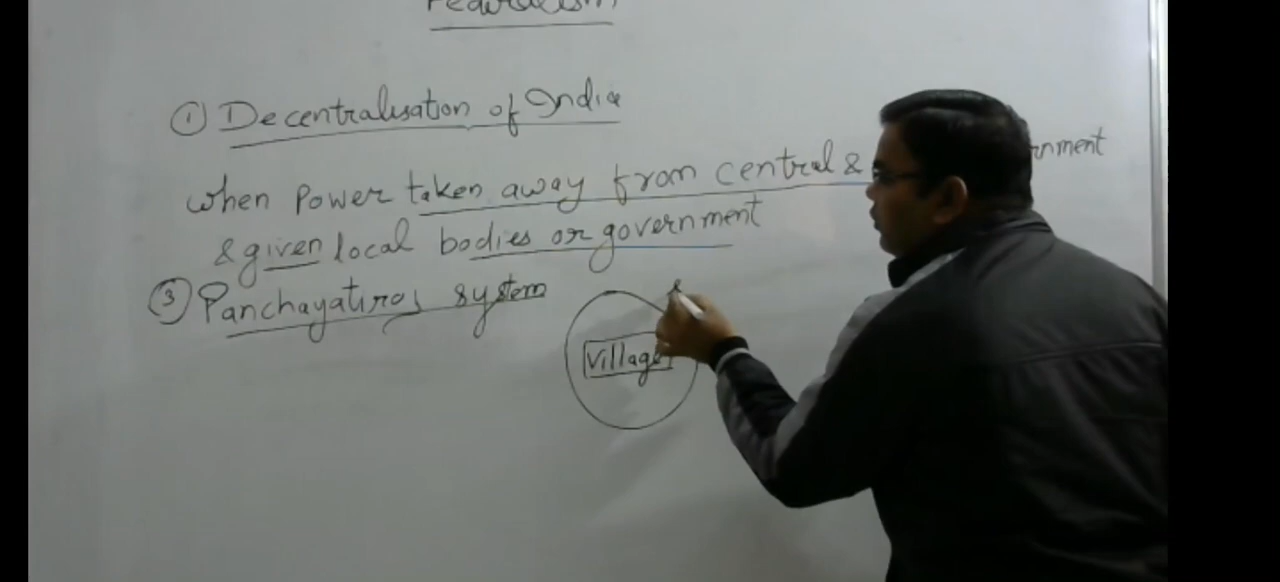 Federalism
① Decentralisation of India
when power taken away from central &
& given local bodies or government
③ Panchayatiraj system
Village